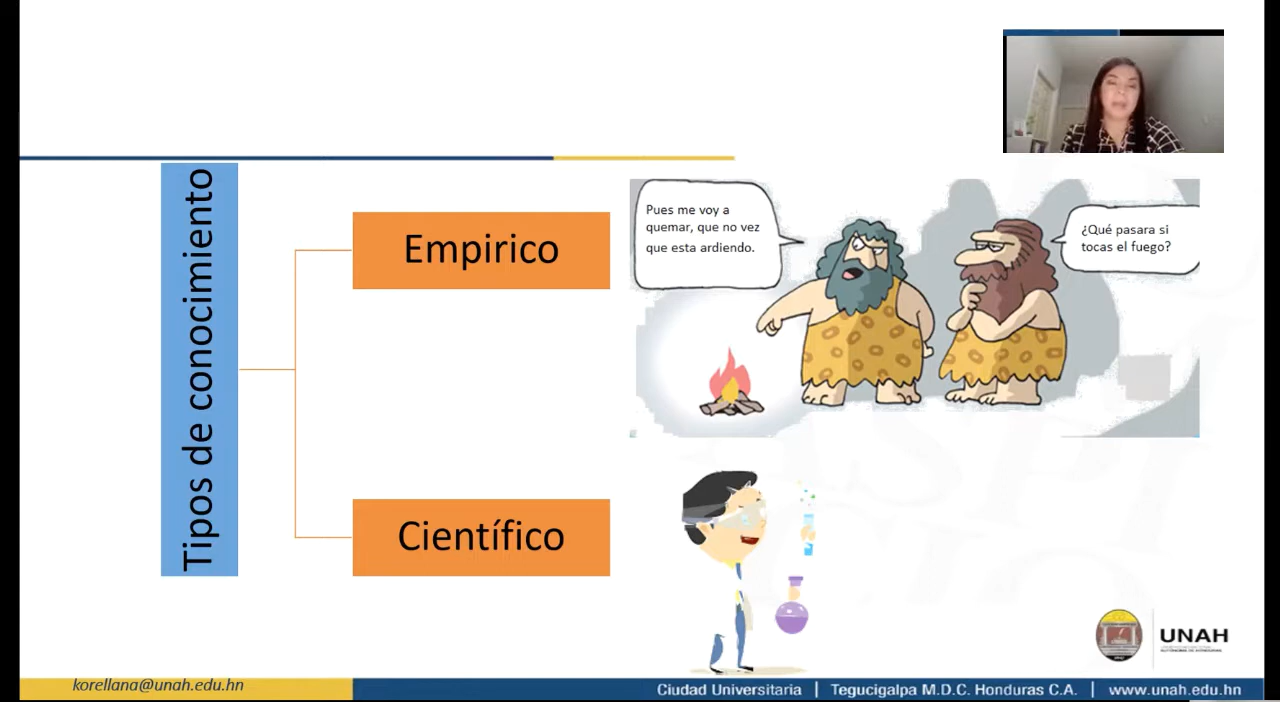 Tipos de conocimiento
Empirico
Pues me voy a
quemar, que no vez
que esta ardiendo.
¿Qué pasara si
tocas el fuego?
Científico
UNAH
korellana@unah.edu.hn
Ciudad Universitaria | Tegucigalpa M.D.C. Honduras C.A. | www.unah.edu.hn